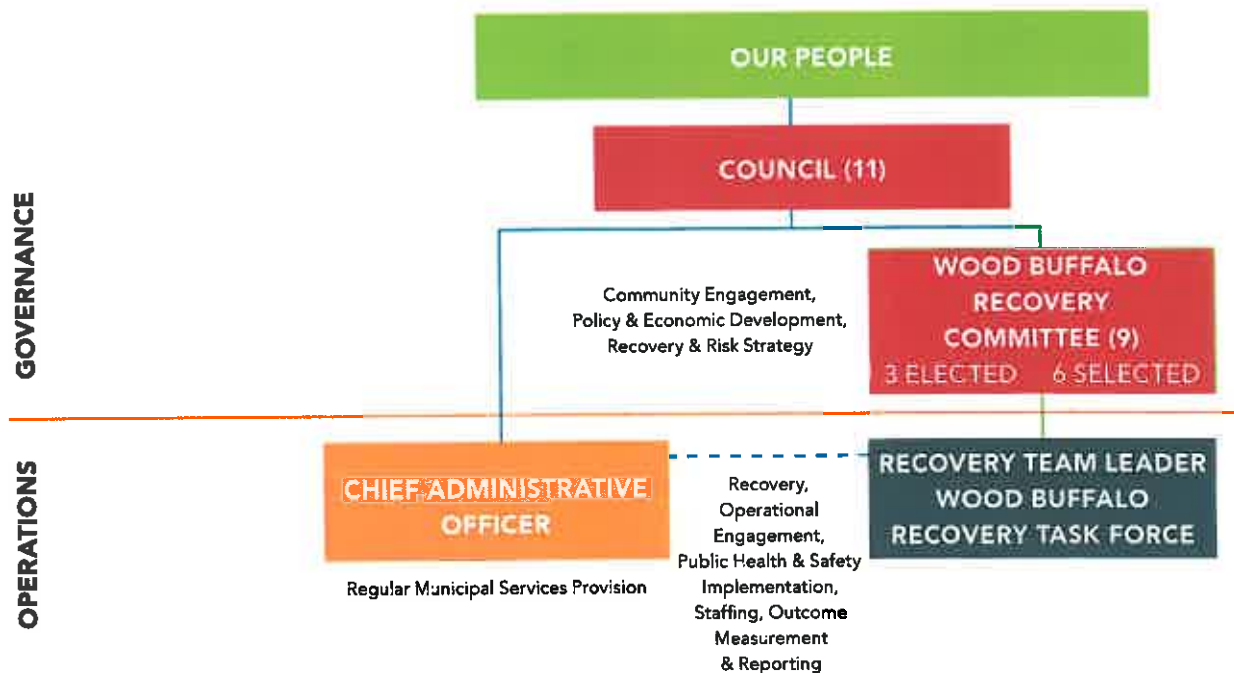 OUR PEOPLE
COUNCIL (11)
GOVERNANCE
Community Engagement,
Policy & Economic Development,
Recovery & Risk Strategy
WOOD BUFFALO
RECOVERY
COMMITTEE (9)
3 ELECTED 6 SELECTED
OPERATIONS
CHIEF ADMINISTRATIVE
OFFICER
Regular Municipal Services Provision
Recovery,
Operational
Engagement,
Public Health & Safety
Implementation,
Staffing, Outcome
Measurement
& Reporting
RECOVERY TEAM LEADER
WOOD BUFFALO
RECOVERY TASK FORCE